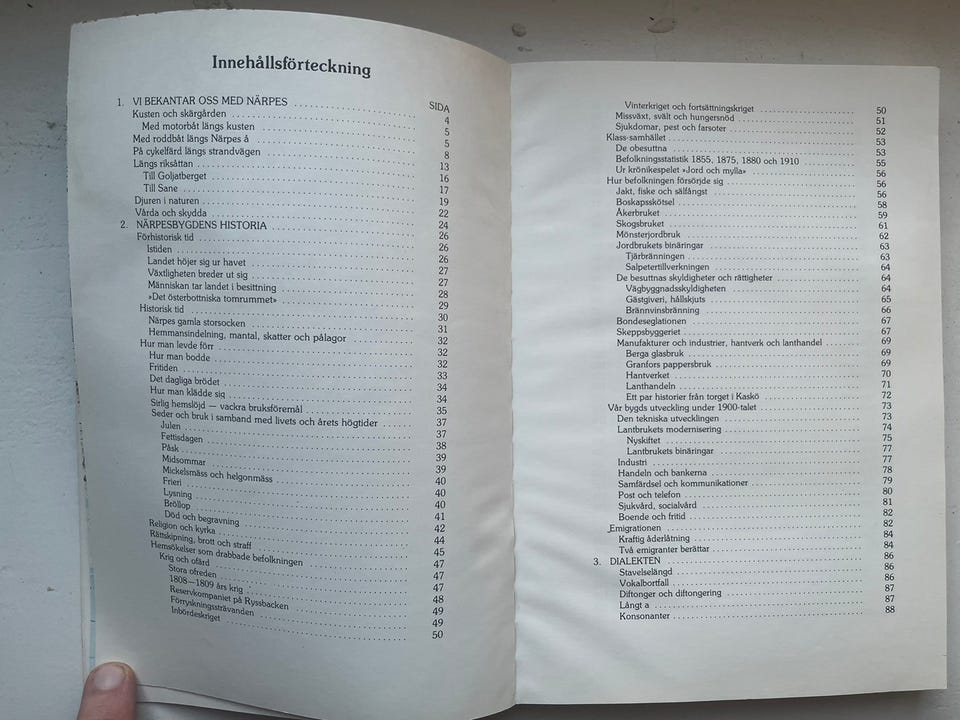 Innehållsförteckning
SIDA
1. VI BEKANTAR OSS MED NÄRPES 4
Kusten och skärgården 5
Med motorbåt längs kusten 5
Med roddbåt längs Närpes å 8
På cykelfärd längs strandvägen 13
Längs riksåttan 16
Till Goljatberget 17
Till Sane 19
Djuren i naturen 22
Vårda och skydda 24
2. NÄRPESBYGDENS HISTORIA 26
Förhistorisk tid 26
Istiden 26
Landet höjer sig ur havet 27
Växtligheten breder ut sig 27
Människan tar landet i besittning 28
»Det österbottniska tomrummet» 29
Historisk tid 30
Närpes gamla storsocken 31
Hemmansindelning, mantal, skatter och pålagor 32
Hur man levde förr 32
Hur man bodde 32
Fritiden 33
Det dagliga brödet 34
Hur man klädde sig 34
Sirlig hemslöjd — vackra bruksföremål 35
Seder och bruk i samband med livets och årets högtider 37
Julen 37
Fettisdagen 38
Påsk 39
Midsommar 39
Mickelsmäss och helgonmäss 40
Frieri 40
Lysning 40
Bröllop 41
Död och begravning 42
Religion och kyrka 44
Rättskipning, brott och straff 45
Hemsökelser som drabbade befolkningen 47
Krig och ofärd 47
Stora ofreden 47
1808—1809 års krig 48
Reservkompaniet på Ryssbacken 49
Förryskningssträvanden 49
Inbördeskriget 50
Vinterkriget och fortsättningskriget 50
Missväxt, svält och hungersnöd 51
Sjukdomar, pest och farsoter 52
Klass-samhället 53
De obesuttna 53
Befolkningsstatistik 1855, 1875, 1880 och 1910 55
Ur krönikespelet »Jord och mylla» 56
Hur befolkningen försörjde sig 56
Jakt, fiske och sälfångst 56
Boskapsskötsel 58
Åkerbruket 59
Skogsbruket 61
Mönsterjordbruk 62
Jordbrukets binäringar 63
Tjärbränningen 63
Salpetertillverkningen 64
De besuttnas skyldigheter och rättigheter 64
Vägbyggnadsskyldigheten 64
Gästgiveri, hållskjuts 65
Brännvinsbränning 66
Bondeseglationen 67
Skeppsbyggeriet 67
Manufakturer och industrier, hantverk och lanthandel 69
Berga glasbruk 69
Granfors pappersbruk 69
Hantverket 70
Lanthandeln 71
Ett par historier från torget i Kaskö 72
Vår bygds utveckling under 1900-talet 73
Den tekniska utvecklingen 73
Lantbrukets modernisering 74
Nyskiftet 75
Lantbrukets binäringar 77
Industri 77
Handeln och bankerna 78
Samfärdsel och kommunikationer 79
Post och telefon 80
Sjukvård, socialvård 81
Boende och fritid 82
Emigrationen 82
Kraftig åderlåtning 84
Två emigranter berättar 84
3. DIALEKTEN 86
Stavelselängd 86
Vokalbortfall 86
Diftonger och diftongering 87
Långt a 87
Konsonanter 88